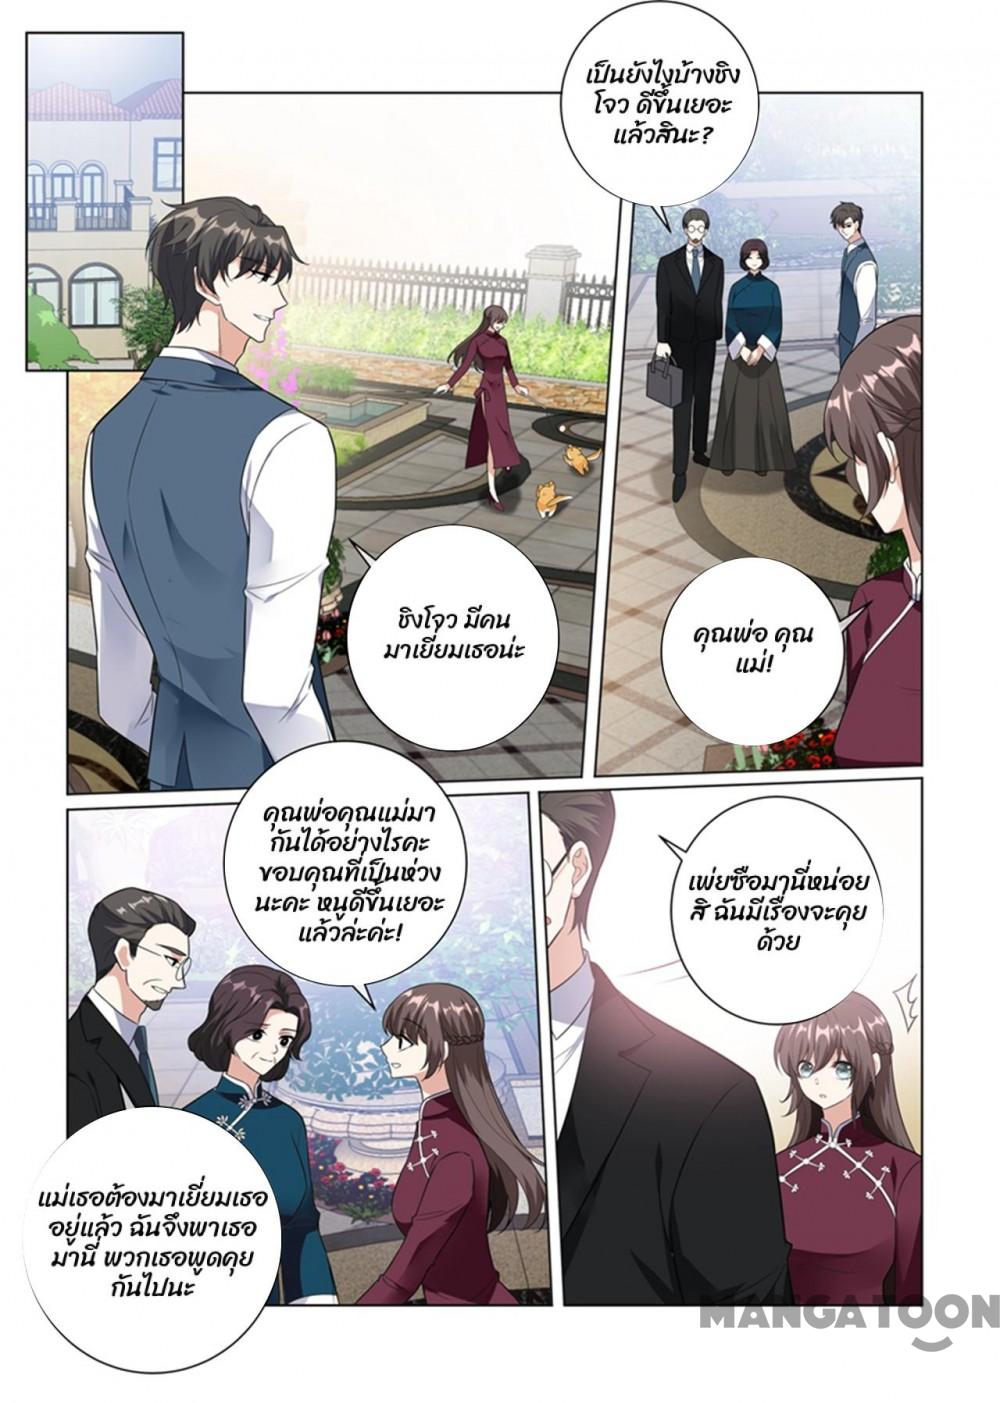 เป็นยังไงบ้างชิง
โจว ดีขึ้นเยอะ
แล้วสินะ?
ชิงโจว มีคน
มาเยี่ยมเธอน่ะ
คุณพ่อ คุณ
แม่!
คุณพ่อคุณแม่มา
กันได้อย่างไรคะ
ขอบคุณที่เป็นห่วง
นะคะ หนูดีขึ้นเยอะ
แล้วล่ะค่ะ!
เพ่ยซือมานี่หน่อย
สิ ฉันมีเรื่องจะคุย
ด้วย
แม่เธอต้องมาเยี่ยมเธอ
อยู่แล้ว ฉันจึงพาเธอ
มานี่ พวกเธอพูดคุย
กันไปนะ
MANGATOON